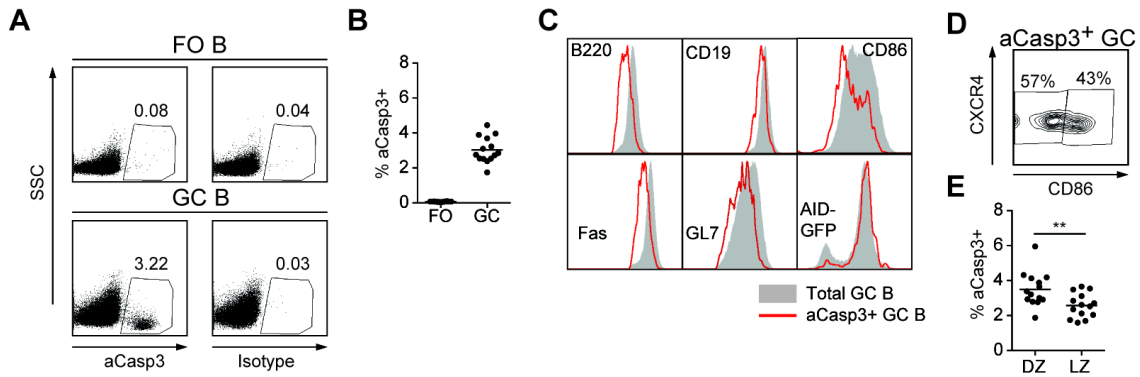 A
FO B
0.08
0.04
GC B
3.22
0.03
SSC
aCasp3
Isotype
B
% aCasp3+
8
6
4
2
0
FO
GC
C
B220
CD19
CD86
Fas
GL7
AID-
GFP
Total GC B
aCasp3+ GC B
D
aCasp3+ GC
57%
43%
CXCR4
CD86
E
**
% aCasp3+
8
6
4
2
0
DZ
LZ